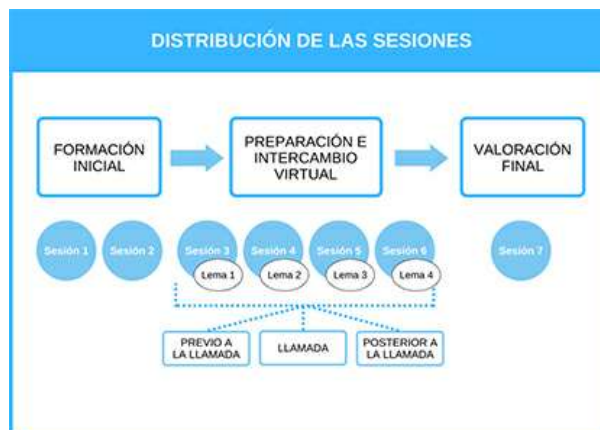 DISTRIBUCIÓN DE LAS SESIONES
FORMACIÓN
INICIAL
PREPARACIÓN E
INTERCAMBIO
VIRTUAL
VALORACIÓN
FINAL
Sesión 1
Sesión 2
Sesión 3
Sesión 4
Sesión 5
Sesión 6
Sesión 7
Lema 1
Lema 2
Lema 3
Lema 4
PREVIO A
LA LLAMADA
LLAMADA
POSTERIOR A
LA LLAMADA